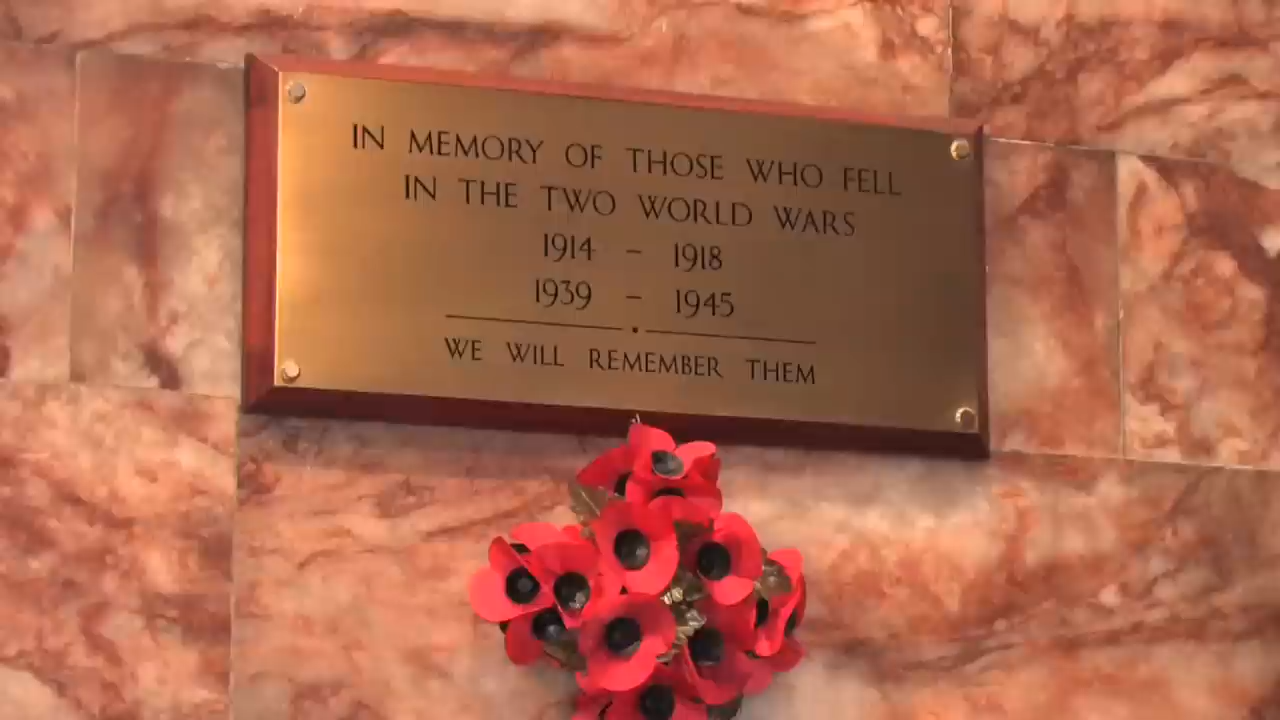 IN MEMORY OF THOSE WHO FELL
IN THE TWO WORLD WARS
1914 – 1918
1939 – 1945
WE WILL REMEMBER THEM